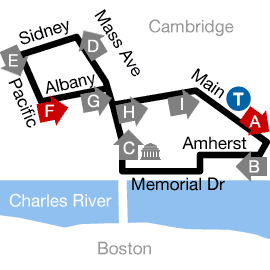 Cambridge
Sidney
Mass Ave
D
E
Main
Albany
Pacific
F
G
H
I
T
A
C
Amherst
B
Memorial Dr
Charles River
Boston